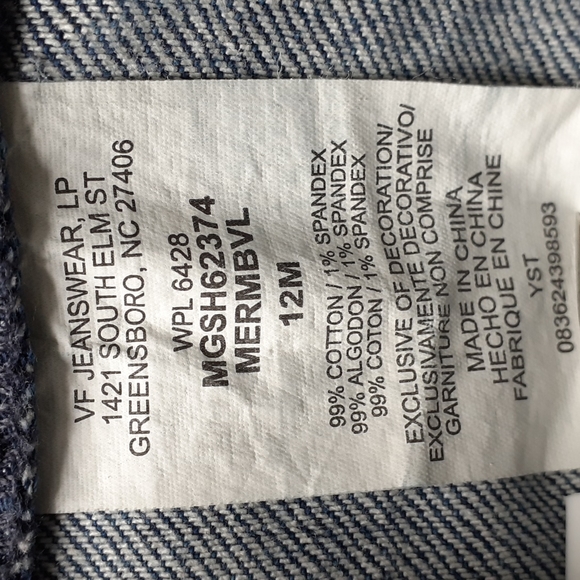 VF JEANSWEAR, LP
1421 SOUTH ELM ST
GREENSBORO, NC 27406
WPL 6428
MGSH62374
MERMBVL
12M
99% COTTON / 1% SPANDEX
99% ALGODON / 1% SPANDEX
99% COTON / 1% SPANDEX
EXCLUSIVE OF DECORATION/
EXCLUSIVAMENTE DECORATIVO/
GARNITURE NON COMPRISE
MADE IN CHINA
HECHO EN CHINA
FABRIQUE EN CHINE
YST
083624398593